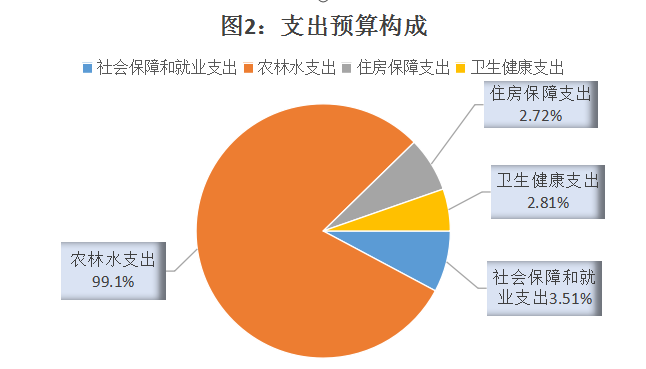 图2：支出预算构成
社会保障和就业支出 农林水支出 住房保障支出 卫生健康支出
住房保障支出
2.72%
卫生健康支出
2.81%
农林水支出
99.1%
社会保障和就
业支出3.51%